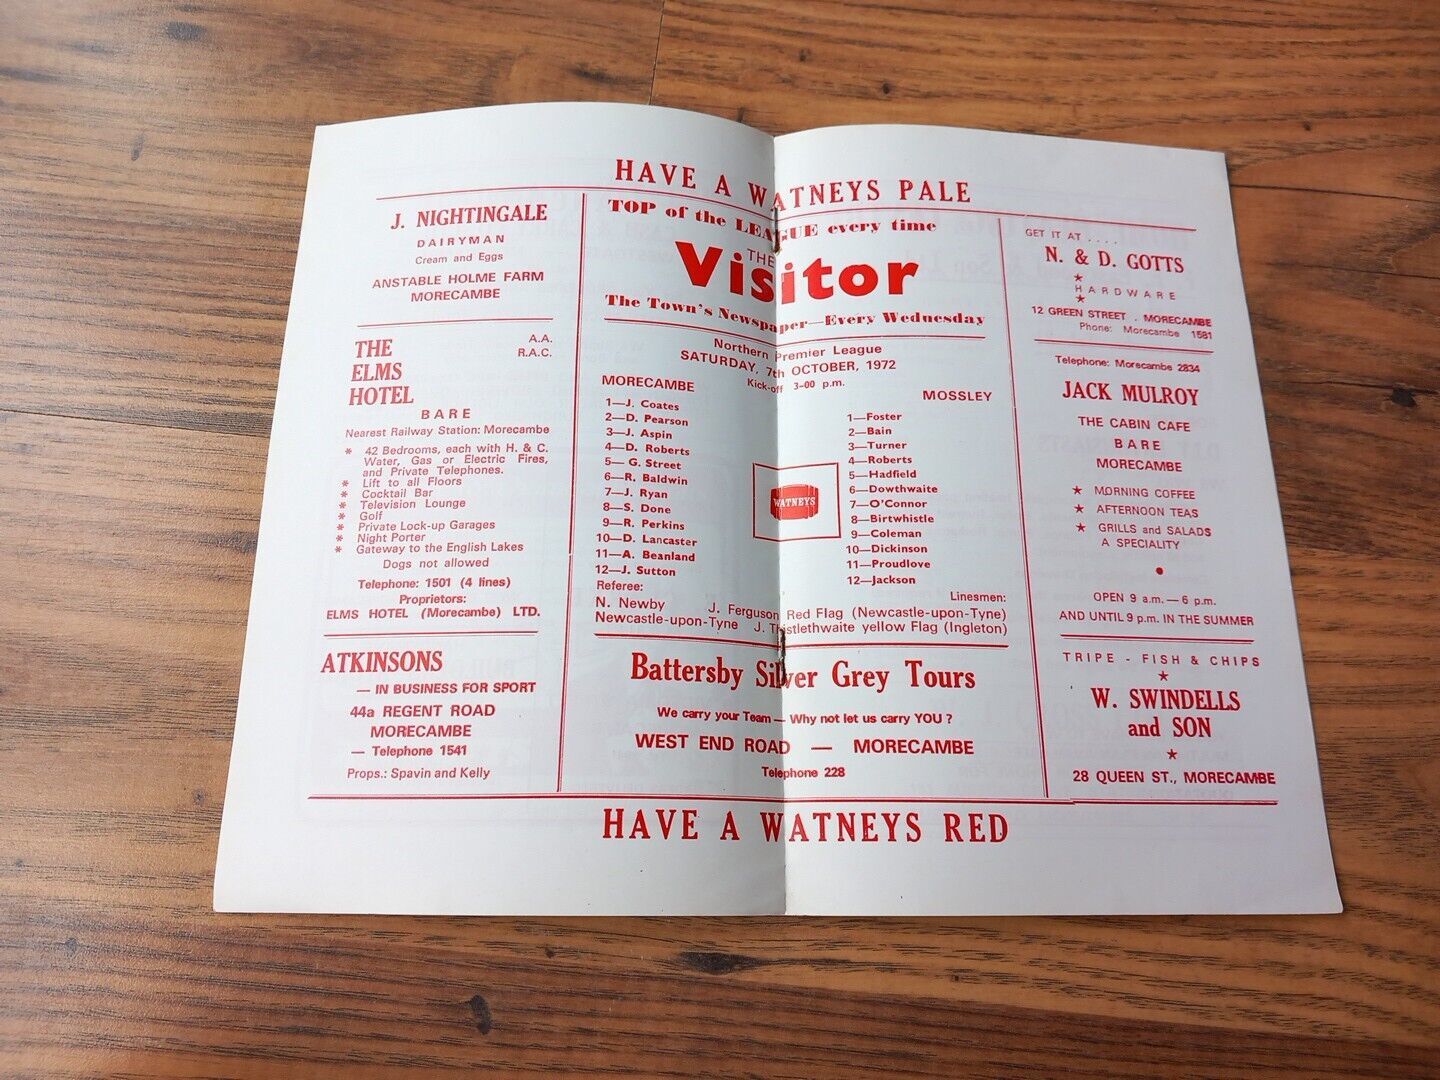 HAVE A WATNEYS PALE
J. NIGHTINGALE
DAIRYMAN
Cream and Eggs
ANSTABLE HOLME FARM
MORECAMBE
THE
ELMS
HOTEL
A.A.
R.A.C.
BARE
Nearest Railway Station: Morecambe
* 42 Bedrooms, each with H. & C.
Water, Gas or Electric Fires,
and Private Telephones.
* Lift to all Floors
* Cocktail Bar
* Television Lounge
* Golf
* Private Lock-up Garages
* Night Porter
* Gateway to the English Lakes
Dogs not allowed
Telephone: 1501 (4 lines)
Proprietors:
ELMS HOTEL (Morecambe) LTD.
ATKINSONS
— IN BUSINESS FOR SPORT
44a REGENT ROAD
MORECAMBE
— Telephone 1541
Props.: Spavin and Kelly
TOP of the LEAGUE every time
THE
Visitor
The Town's Newspaper—Every Wednesday
Northern Premier League
SATURDAY, 7th OCTOBER, 1972
Kick-off 3-00 p.m.
MORECAMBE
1—J. Coates
2—D. Pearson
3—J. Aspin
4—D. Roberts
5—G. Street
6—R. Baldwin
7—J. Ryan
8—S. Done
9—R. Perkins
10—D. Lancaster
11—A. Beanland
12—J. Sutton
MOSSLEY
1—Foster
2—Bain
3—Turner
4—Roberts
5—Hadfield
6—Dowthwaite
7—O'Connor
8—Birtwhistle
9—Coleman
10—Dickinson
11—Proudlove
12—Jackson
WATNEYS
Referee:
Linesmen:
N. Newby J. Ferguson Red Flag (Newcastle-upon-Tyne)
Newcastle-upon-Tyne J. Thistlethwaite yellow Flag (Ingleton)
Battersby Silver Grey Tours
We carry your Team — Why not let us carry YOU ?
WEST END ROAD — MORECAMBE
Telephone 228
GET IT AT ....
N. & D. GOTTS
★
HARDWARE
★
12 GREEN STREET . MORECAMBE
Phone: Morecambe 1581
Telephone: Morecambe 2834
JACK MULROY
THE CABIN CAFE
BARE
MORECAMBE
★ MORNING COFFEE
★ AFTERNOON TEAS
★ GRILLS and SALADS
A SPECIALITY
OPEN 9 a.m.—6 p.m.
AND UNTIL 9 p.m. IN THE SUMMER
TRIPE - FISH & CHIPS
★
W. SWINDELLS
and SON
★
28 QUEEN ST., MORECAMBE
HAVE A WATNEYS RED